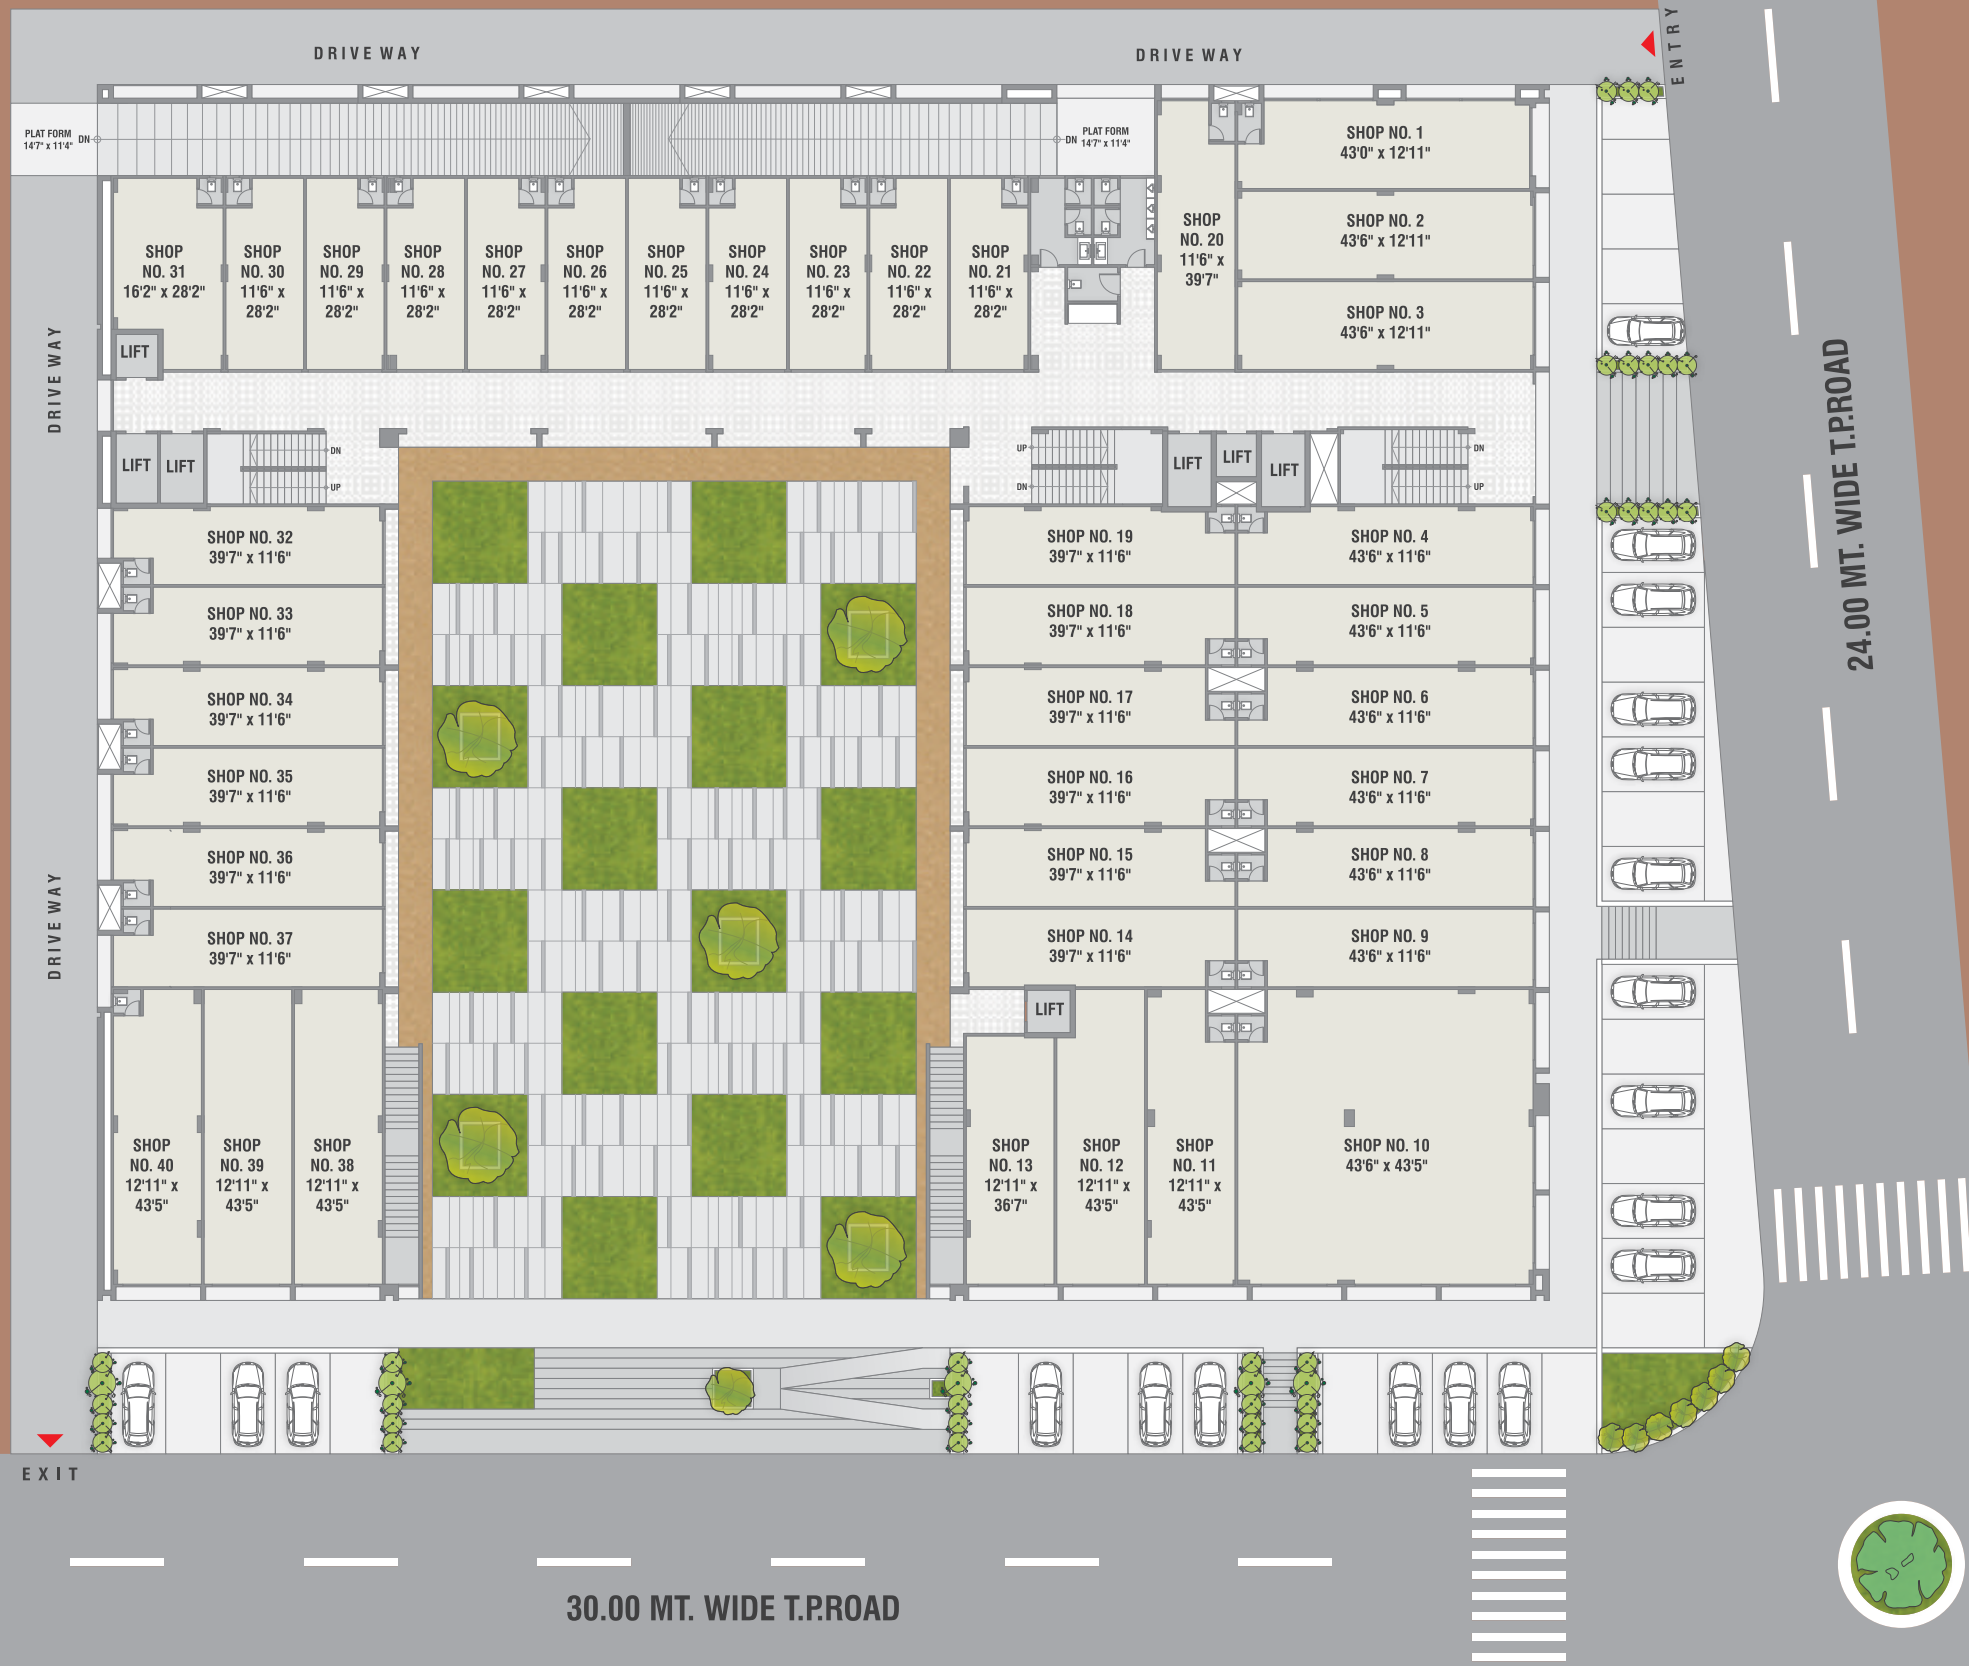 DRIVE WAY
DRIVE WAY
ENTRY
PLAT FORM
14'7" x 11'4"
DN
DN
PLAT FORM
14'7" x 11'4"
SHOP NO. 1
43'0" x 12'11"
SHOP NO. 2
43'6" x 12'11"
SHOP NO. 3
43'6" x 12'11"
SHOP
NO. 20
11'6" x
39'7"
SHOP
NO. 31
16'2" x 28'2"
SHOP
NO. 30
11'6" x
28'2"
SHOP
NO. 29
11'6" x
28'2"
SHOP
NO. 28
11'6" x
28'2"
SHOP
NO. 27
11'6" x
28'2"
SHOP
NO. 26
11'6" x
28'2"
SHOP
NO. 25
11'6" x
28'2"
SHOP
NO. 24
11'6" x
28'2"
SHOP
NO. 23
11'6" x
28'2"
SHOP
NO. 22
11'6" x
28'2"
SHOP
NO. 21
11'6" x
28'2"
LIFT
DRIVE WAY
LIFT
LIFT
DN
UP
UP
DN
LIFT
LIFT
LIFT
DN
UP
24.00 MT. WIDE T.P.ROAD
SHOP NO. 32
39'7" x 11'6"
SHOP NO. 33
39'7" x 11'6"
SHOP NO. 34
39'7" x 11'6"
SHOP NO. 35
39'7" x 11'6"
SHOP NO. 36
39'7" x 11'6"
SHOP NO. 37
39'7" x 11'6"
SHOP NO. 19
39'7" x 11'6"
SHOP NO. 18
39'7" x 11'6"
SHOP NO. 17
39'7" x 11'6"
SHOP NO. 16
39'7" x 11'6"
SHOP NO. 15
39'7" x 11'6"
SHOP NO. 14
39'7" x 11'6"
SHOP NO. 4
43'6" x 11'6"
SHOP NO. 5
43'6" x 11'6"
SHOP NO. 6
43'6" x 11'6"
SHOP NO. 7
43'6" x 11'6"
SHOP NO. 8
43'6" x 11'6"
SHOP NO. 9
43'6" x 11'6"
DRIVE WAY
LIFT
SHOP
NO. 40
12'11" x
43'5"
SHOP
NO. 39
12'11" x
43'5"
SHOP
NO. 38
12'11" x
43'5"
SHOP
NO. 13
12'11" x
36'7"
SHOP
NO. 12
12'11" x
43'5"
SHOP
NO. 11
12'11" x
43'5"
SHOP NO. 10
43'6" x 43'5"
EXIT
30.00 MT. WIDE T.P.ROAD